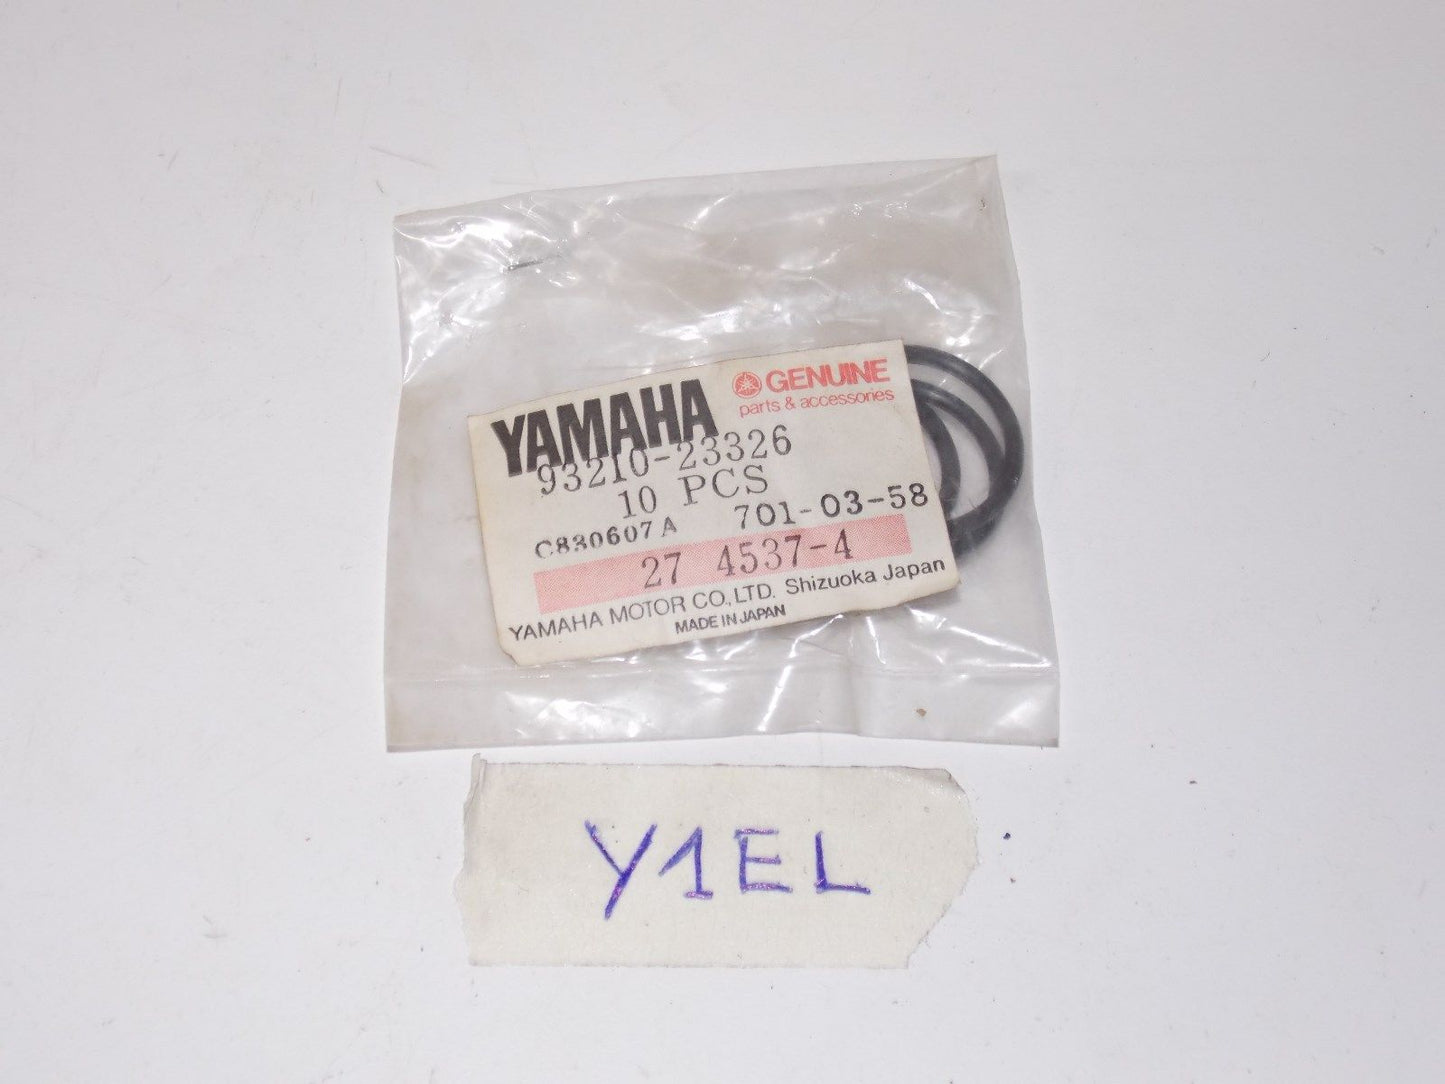 YAMAHA
GENUINE
parts & accessories
93210-23326
10 PCS
C830607A 701-03-58
27 4537-4
YAMAHA MOTOR CO., LTD. Shizuoka Japan
MADE IN JAPAN
Y1EL